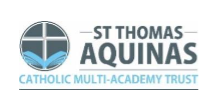 ST THOMAS
AQUINAS
CATHOLIC MULTI-ACADEMY TRUST